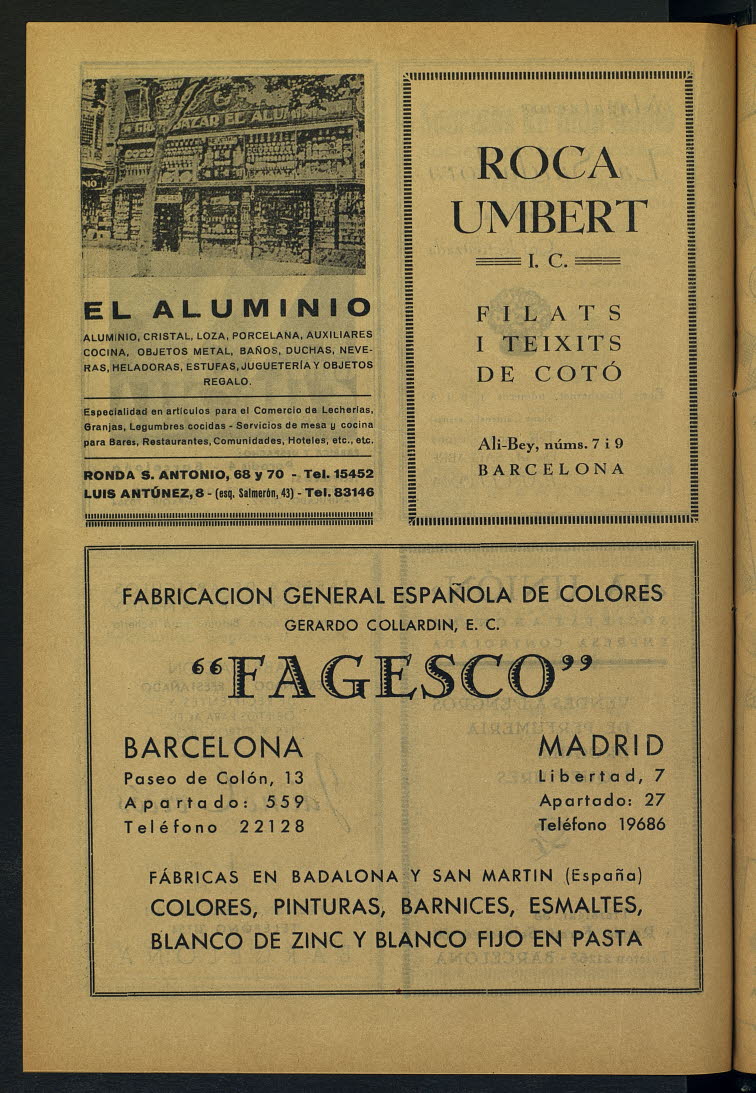 BAZAR EL ALUMINIO
EL ALUMINIO
ALUMINIO, CRISTAL, LOZA, PORCELANA, AUXILIARES
COCINA, OBJETOS METAL, BAÑOS, DUCHAS, NEVE-
RAS, HELADORAS, ESTUFAS, JUGUETERÍA Y OBJETOS
REGALO.
Especialidad en artículos para el Comercio de Lecherías,
Granjas, Legumbres cocidas - Servicios de mesa y cocina
para Bares, Restaurantes, Comunidades, Hoteles, etc., etc.
RONDA S. ANTONIO, 68 y 70 - Tel. 15452
LUIS ANTÚNEZ, 8 - (esq. Salmerón, 43) - Tel. 83146
ROCA
UMBERT
I. C.
FILATS
I TEIXITS
DE COTÓ
Ali-Bey, núms. 7 i 9
BARCELONA
FABRICACION GENERAL ESPAÑOLA DE COLORES
GERARDO COLLARDIN, E. C.
“FAGESCO”
BARCELONA
Paseo de Colón, 13
Apartado: 559
Teléfono 22128
MADRID
Libertad, 7
Apartado: 27
Teléfono 19686
FÁBRICAS EN BADALONA Y SAN MARTIN (España)
COLORES, PINTURAS, BARNICES, ESMALTES,
BLANCO DE ZINC Y BLANCO FIJO EN PASTA